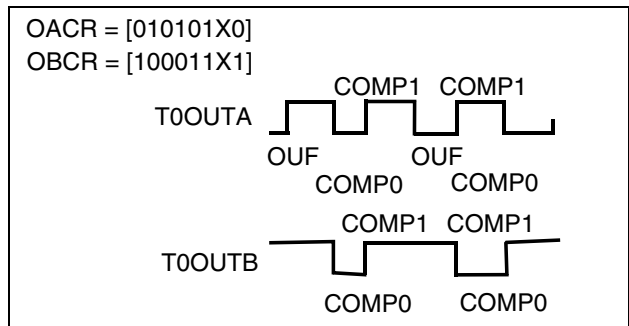 OACR = [010101X0]
OBCR = [100011X1]
COMP1 COMP1
T0OUTA
OUF OUF
COMP0 COMP0
COMP1 COMP1
T0OUTB
COMP0 COMP0